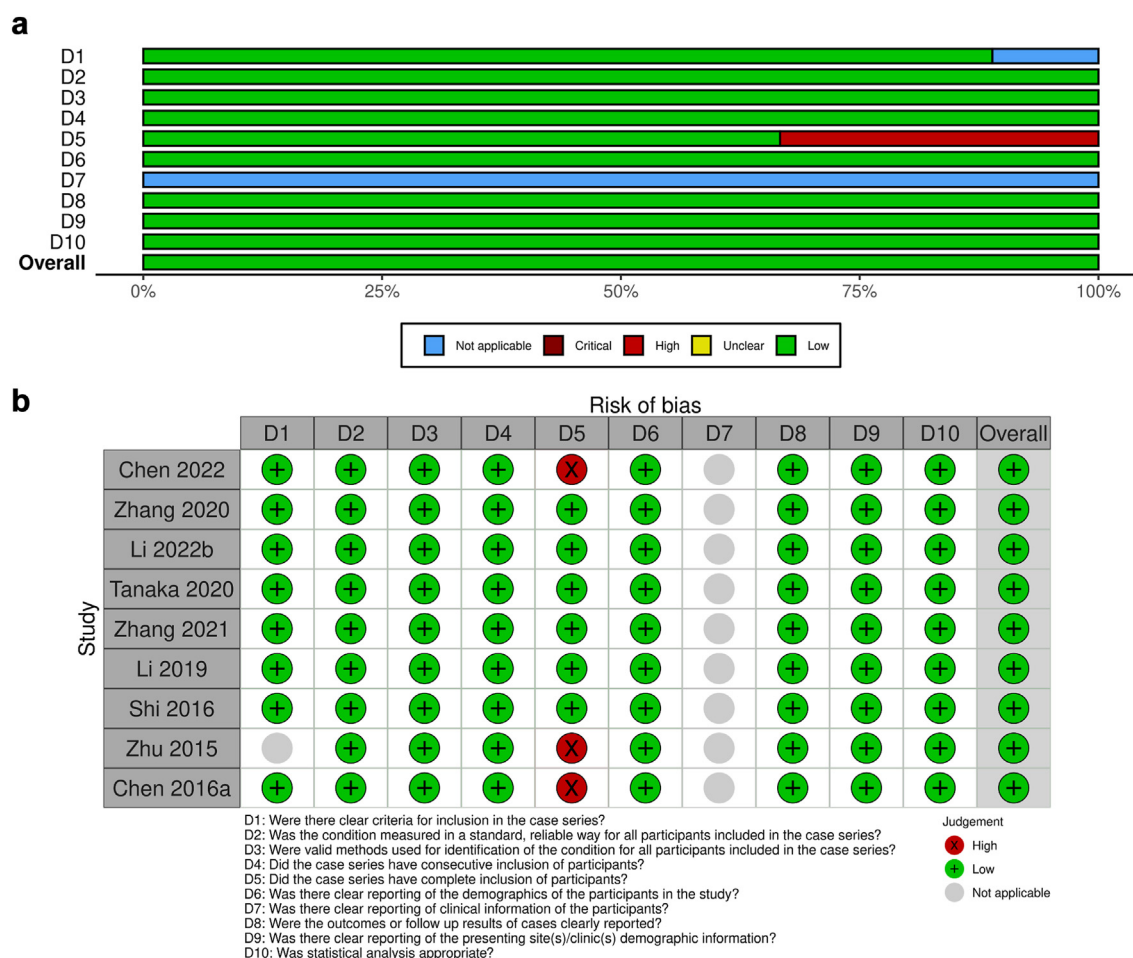 a
D1
D2
D3
D4
D5
D6
D7
D8
D9
D10
Overall
0% 25% 50% 75% 100%
Not applicable Critical High Unclear Low
b
Risk of bias
D1 D2 D3 D4 D5 D6 D7 D8 D9 D10 Overall
Study
Chen 2022 + + + + X + + + + +
Zhang 2020 + + + + + + + + + +
Li 2022b + + + + + + + + + +
Tanaka 2020 + + + + + + + + + +
Zhang 2021 + + + + + + + + + +
Li 2019 + + + + + + + + + +
Shi 2016 + + + + + + + + + +
Zhu 2015 + + + X + + + + +
Chen 2016a + + + + X + + + + +
D1: Were there clear criteria for inclusion in the case series?
D2: Was the condition measured in a standard, reliable way for all participants included in the case series?
D3: Were valid methods used for identification of the condition for all participants included in the case series?
D4: Did the case series have consecutive inclusion of participants?
D5: Did the case series have complete inclusion of participants?
D6: Was there clear reporting of the demographics of the participants in the study?
D7: Was there clear reporting of clinical information of the participants?
D8: Were the outcomes or follow up results of cases clearly reported?
D9: Was there clear reporting of the presenting site(s)/clinic(s) demographic information?
D10: Was statistical analysis appropriate?
Judgement
X High
+ Low
Not applicable